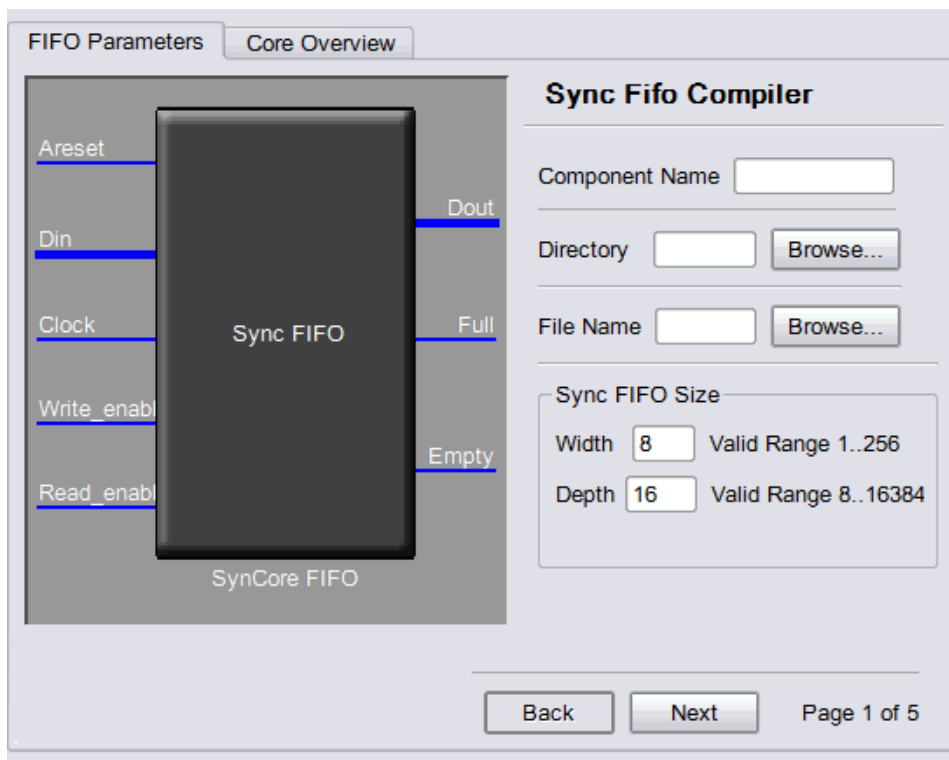 FIFO Parameters
Core Overview
Areset
Din
Clock
Write_enabl
Read_enabl
Sync FIFO
Dout
Full
Empty
SynCore FIFO
Sync Fifo Compiler
Component Name
Directory Browse...
File Name Browse...
Sync FIFO Size
Width 8 Valid Range 1..256
Depth 16 Valid Range 8..16384
Back Next Page 1 of 5